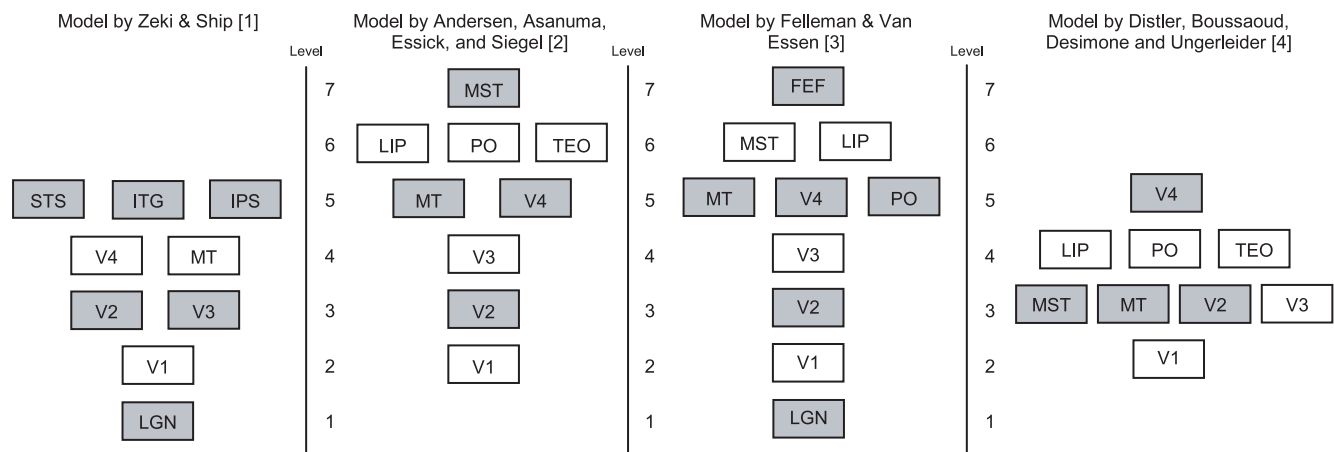 Model by Zeki & Ship [1]
Level
STS ITG IPS
V4 MT
V2 V3
V1
LGN
7
6
5
4
3
2
1
Model by Andersen, Asanuma,
Essick, and Siegel [2]
Level
MST
LIP PO TEO
MT V4
V3
V2
V1
7
6
5
4
3
2
1
Model by Felleman & Van
Essen [3]
Level
FEF
MST LIP
MT V4 PO
V3
V2
V1
LGN
7
6
5
4
3
2
1
Model by Distler, Boussaoud,
Desimone and Ungerleider [4]
V4
LIP PO TEO
MST MT V2 V3
V1